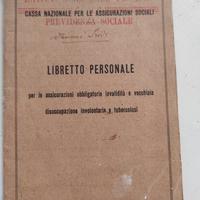 CASSA NAZIONALE PER LE ASSICURAZIONI SOCIALI
PREVIDENZA SOCIALE
LIBRETTO PERSONALE
per le assicurazioni obbligatorie invalidità e vecchiaia
disoccupazione involontaria e tubercolosi